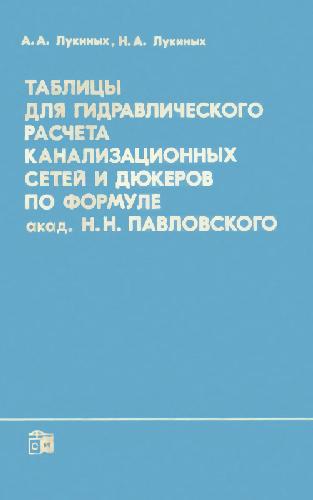 А.А. Лукиных, Н.А. Лукиных
ТАБЛИЦЫ
ДЛЯ ГИДРАВЛИЧЕСКОГО
РАСЧЕТА
КАНАЛИЗАЦИОННЫХ
СЕТЕЙ И ДЮКЕРОВ
ПО ФОРМУЛЕ
акад. Н.Н. ПАВЛОВСКОГО
С И